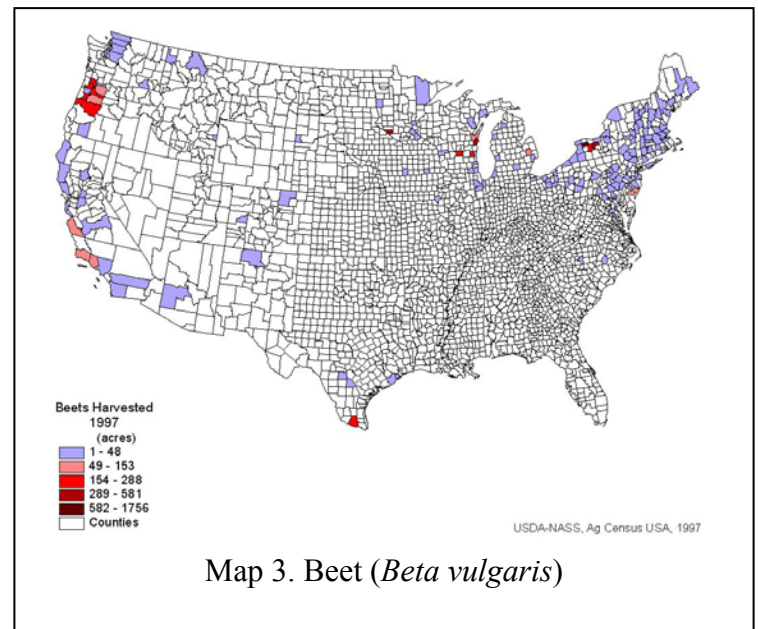 Beets Harvested
1997
(acres)
1 - 48
49 - 153
154 - 288
289 - 581
582 - 1756
Counties
USDA-NASS, Ag Census USA, 1997
Map 3. Beet (Beta vulgaris)